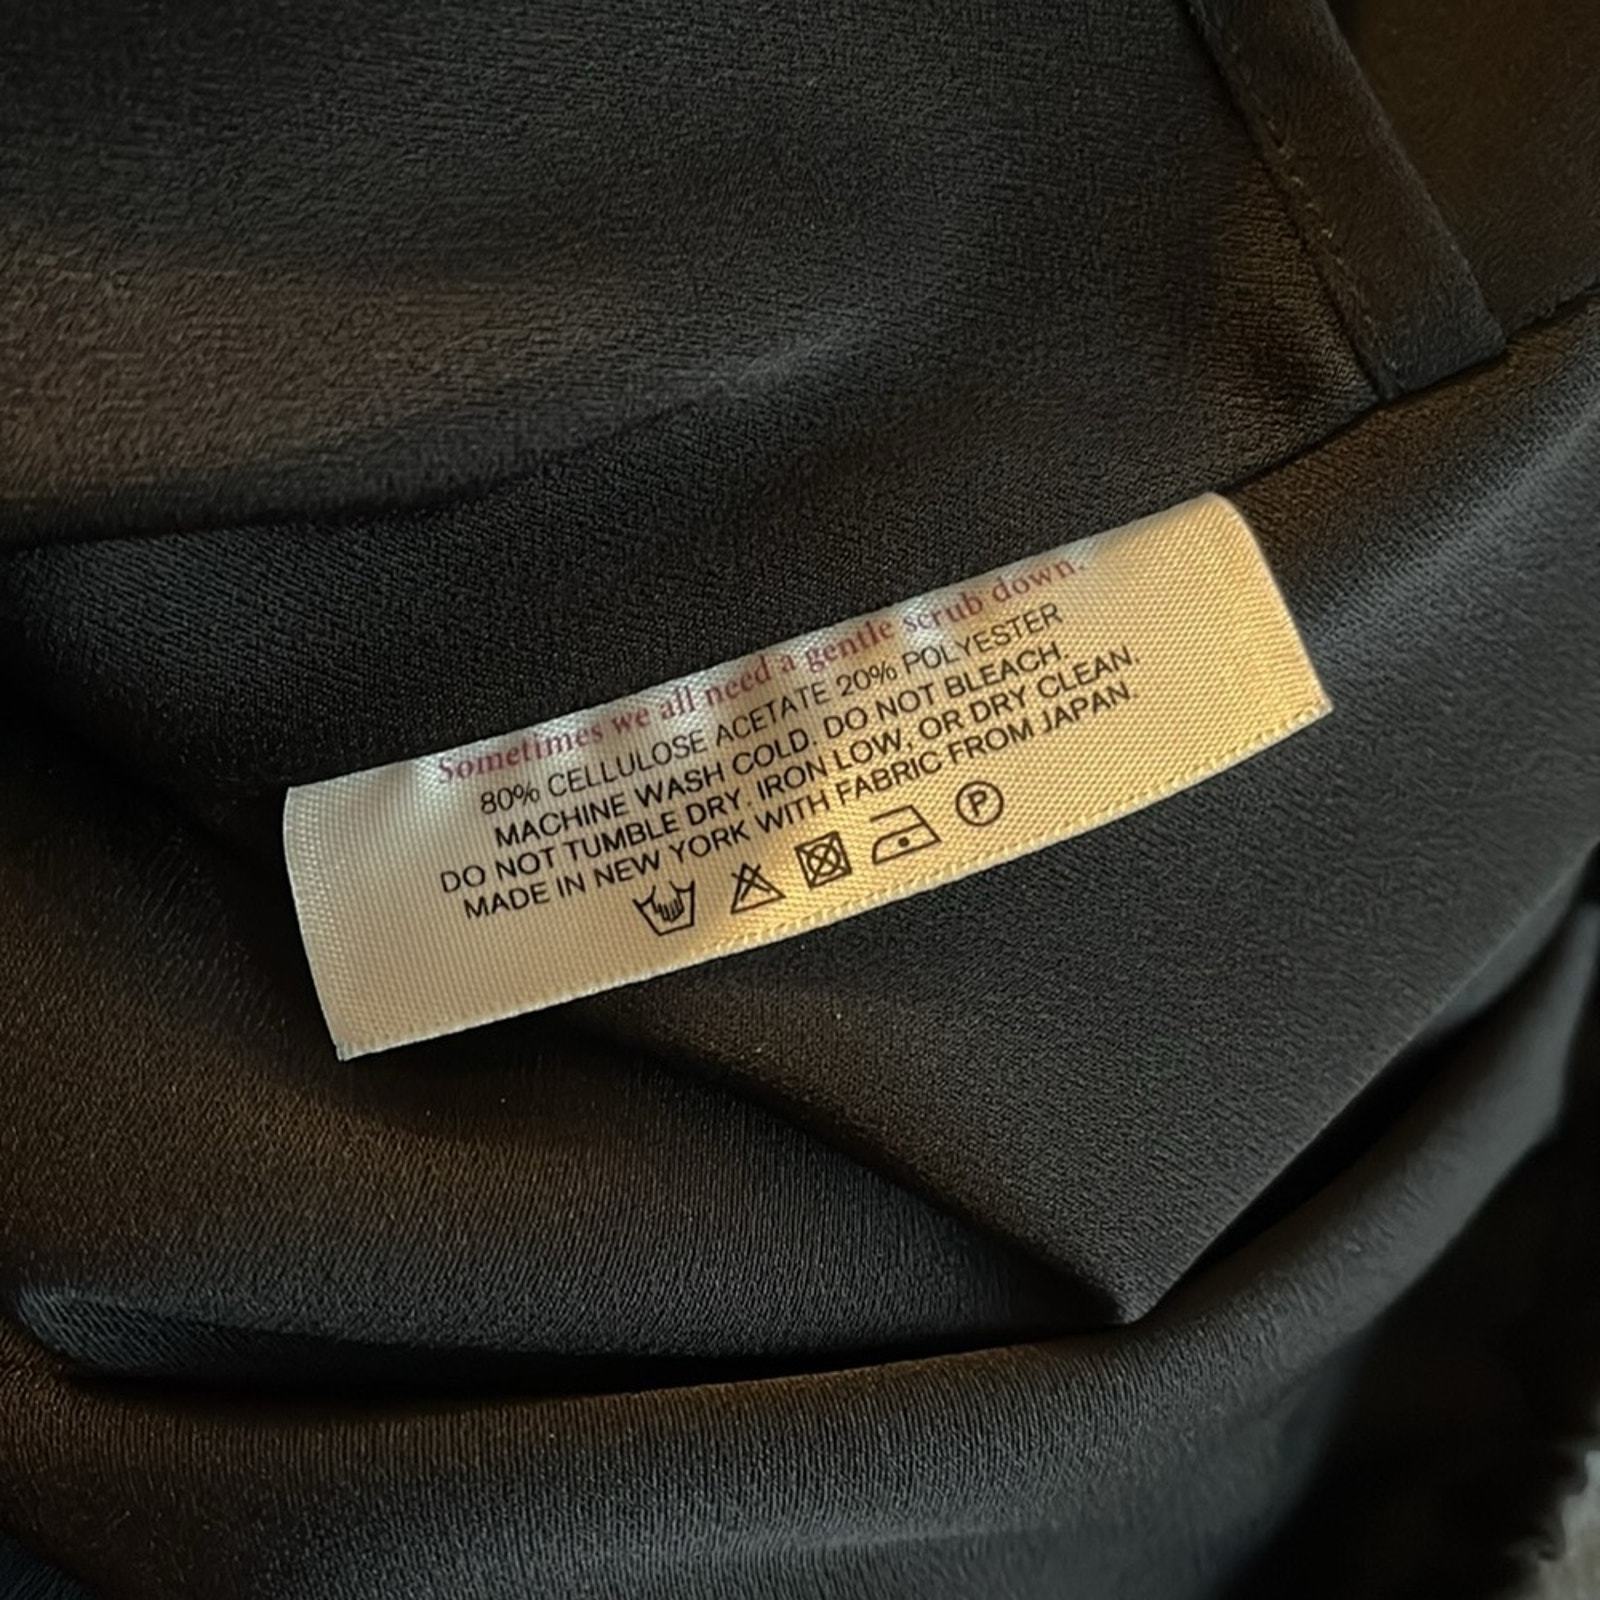 Sometimes we all need a gentle scrub down.
80% CELLULOSE ACETATE 20% POLYESTER
MACHINE WASH COLD. DO NOT BLEACH.
DO NOT TUMBLE DRY. IRON LOW, OR DRY CLEAN.
MADE IN NEW YORK WITH FABRIC FROM JAPAN.
P